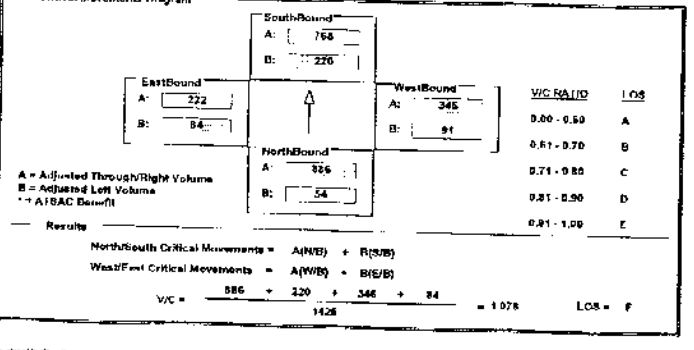 SouthBound
A: 768
B: 220
EastBound
A: 222
B: 84
WestBound
A: 346
B: 91
NorthBound
A: 886
B: 54
V/C RATIO LOS
0.00 - 0.60 A
0.61 - 0.70 B
0.71 - 0.80 C
0.81 - 0.90 D
0.91 - 1.00 E
A = Adjusted Through/Right Volume
B = Adjusted Left Volume
* = ATSAC Benefit
Results
North/South Critical Movements = A(N/B) + B(S/B)
West/East Critical Movements = A(W/B) + B(E/B)
V/C = 886 + 220 + 346 + 84 = 1.078 LOS = F
1425